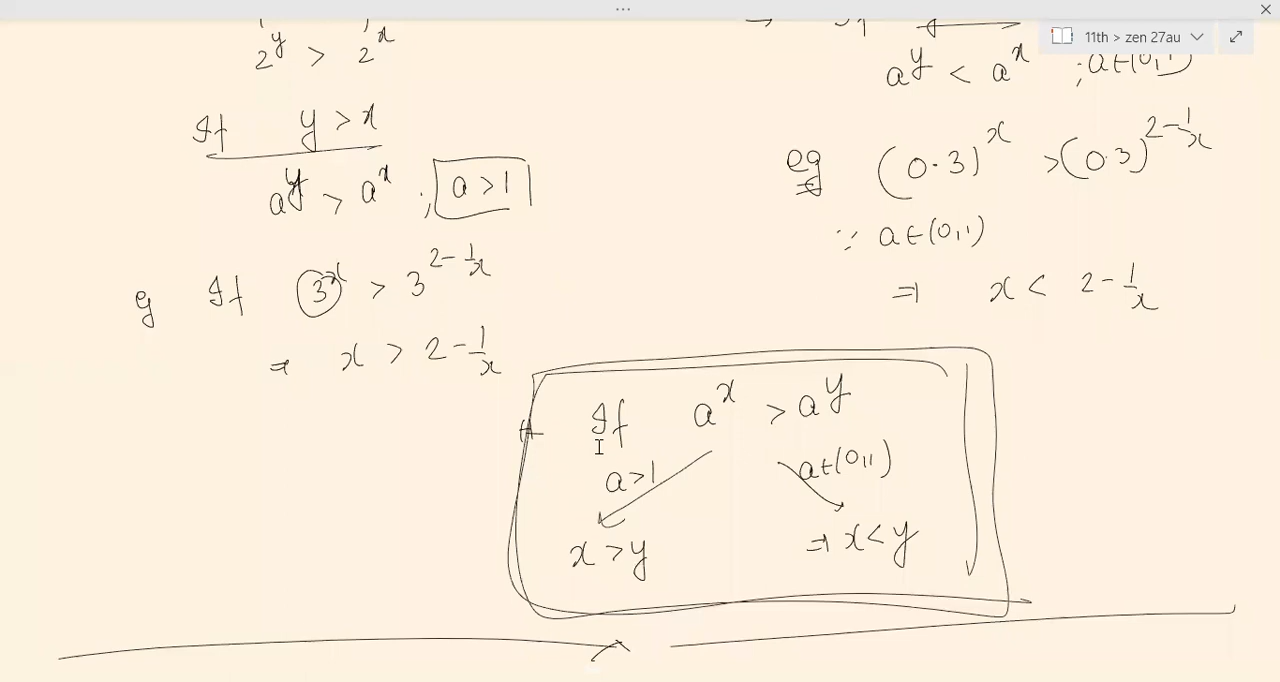 ...
×
11th > zen 27au
2^y > 2^x
If y > x
a^y > a^x ; a > 1
g If 3^x > 3^(2-1/x)
⇒ x > 2-1/x
a^y < a^x ; a∈(0,1)
eg (0.3)^x > (0.3)^(2-1/x)
∵ a∈(0,1)
⇒ x < 2-1/x
If a^x > a^y
a>1 a∈(0,1)
x > y ⇒ x < y